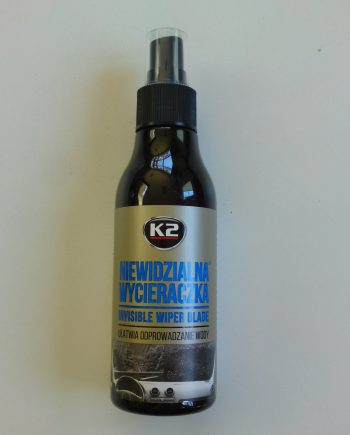 K2
NIEWIDZIALNA
WYCIERACZKA
INVISIBLE WIPER BLADE
UŁATWIA ODPROWADZANIE WODY